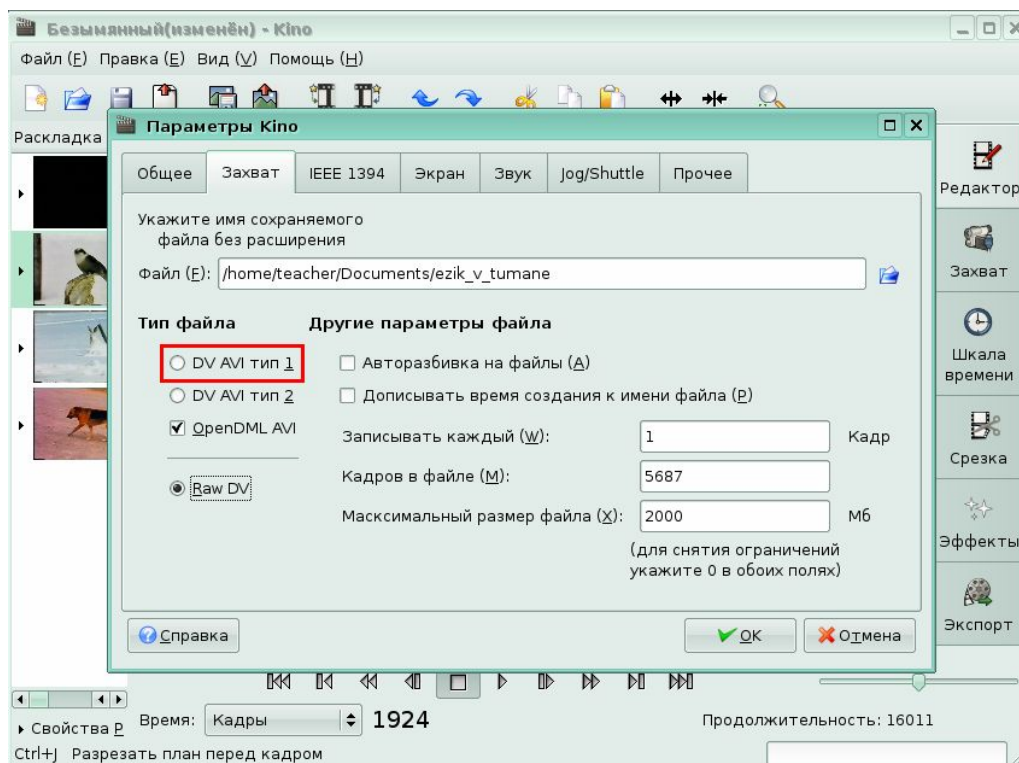 Безымянный(изменён) - Kino
Файл (F) Правка (E) Вид (V) Помощь (H)
Раскладка
Параметры Kino
Общее Захват IEEE 1394 Экран Звук Jog/Shuttle Прочее
Укажите имя сохраняемого
файла без расширения
Файл (F): /home/teacher/Documents/ezik_v_tumane
Тип файла Другие параметры файла
DV AVI тип 1 Авторазбивка на файлы (A)
DV AVI тип 2 Дописывать время создания к имени файла (P)
OpenDML AVI Записывать каждый (W): 1 Кадр
Raw DV Кадров в файле (M): 5687
Масксимальный размер файла (X): 2000 Мб
(для снятия ограничений
укажите 0 в обоих полях)
Справка OK Отмена
Редактор
Захват
Шкала
времени
Срезка
Эффекты
Экспорт
Свойства P Время: Кадры 1924 Продолжительность: 16011
Ctrl+J Разрезать план перед кадром